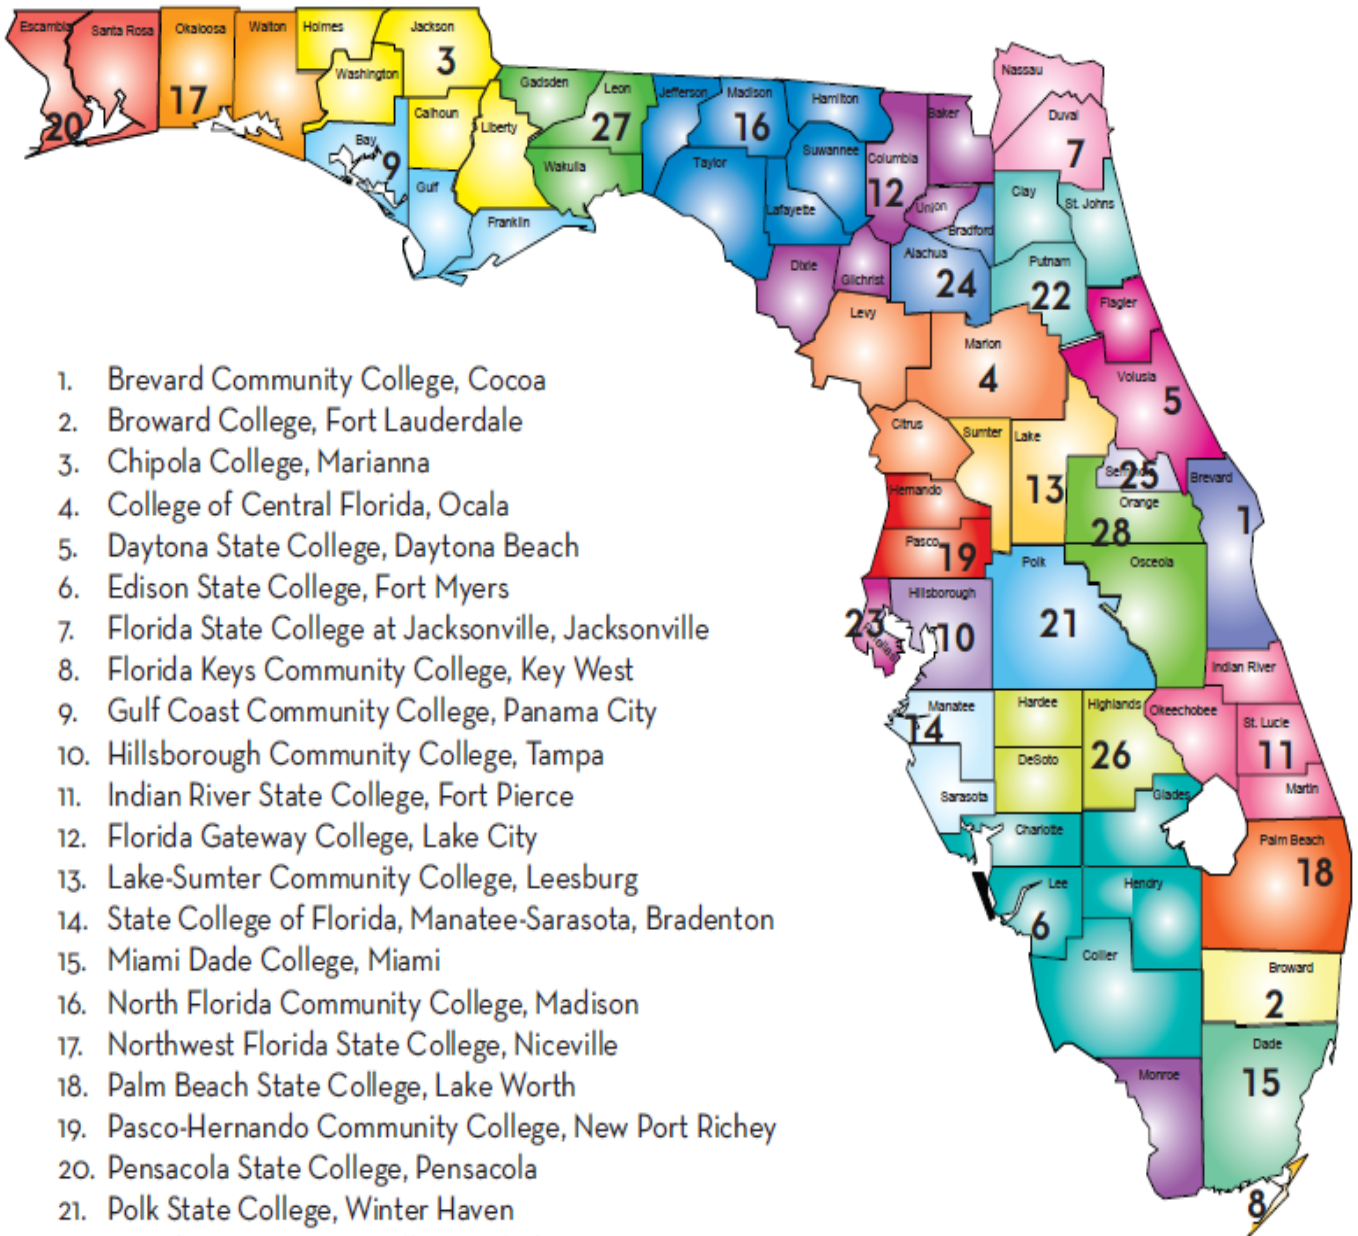 Escambia
Santa Rosa
Okaloosa
Walton
Holmes
Jackson
3
Washington
20
17
Bay
9
Calhoun
Liberty
Gulf
Franklin
Gadsden
Leon
27
Wakulla
Jefferson
Madison
16
Hamilton
Taylor
Suwannee
Lafayette
Columbia
12
Baker
Union
Bradford
Nassau
Duval
7
Clay
St. Johns
Dixie
Gilchrist
Alachua
24
Putnam
22
Flagler
Levy
Marion
4
Volusia
5
Citrus
Sumter
Lake
13
25
Orange
28
Brevard
1
Hernando
Pasco
19
Polk
21
Osceola
Hillsborough
10
23
Indian River
Manatee
14
Sarasota
Hardee
DeSoto
Highlands
26
Okeechobee
St. Lucie
11
Martin
Glades
Charlotte
Palm Beach
18
Lee
6
Hendry
Collier
Broward
2
Dade
15
Monroe
8
1. Brevard Community College, Cocoa
2. Broward College, Fort Lauderdale
3. Chipola College, Marianna
4. College of Central Florida, Ocala
5. Daytona State College, Daytona Beach
6. Edison State College, Fort Myers
7. Florida State College at Jacksonville, Jacksonville
8. Florida Keys Community College, Key West
9. Gulf Coast Community College, Panama City
10. Hillsborough Community College, Tampa
11. Indian River State College, Fort Pierce
12. Florida Gateway College, Lake City
13. Lake-Sumter Community College, Leesburg
14. State College of Florida, Manatee-Sarasota, Bradenton
15. Miami Dade College, Miami
16. North Florida Community College, Madison
17. Northwest Florida State College, Niceville
18. Palm Beach State College, Lake Worth
19. Pasco-Hernando Community College, New Port Richey
20. Pensacola State College, Pensacola
21. Polk State College, Winter Haven